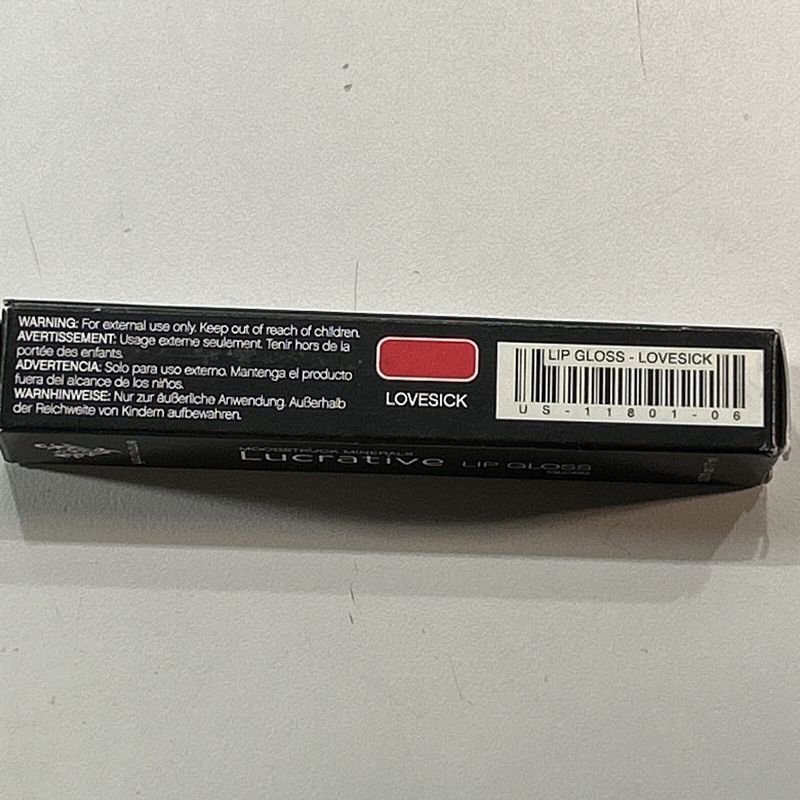 WARNING: For external use only. Keep out of reach of children.
AVERTISSEMENT: Usage externe seulement. Tenir hors de la
portée des enfants.
ADVERTENCIA: Solo para uso externo. Mantenga el producto
fuera del alcance de los niños.
WARNHINWEISE: Nur zur äußerliche Anwendung. Außerhalb
der Reichweite von Kindern aufbewahren.
LOVESICK
LIP GLOSS - LOVESICK
US-11801-06
MOODSTRUCK MINERALS
Lucrative LIP GLOSS